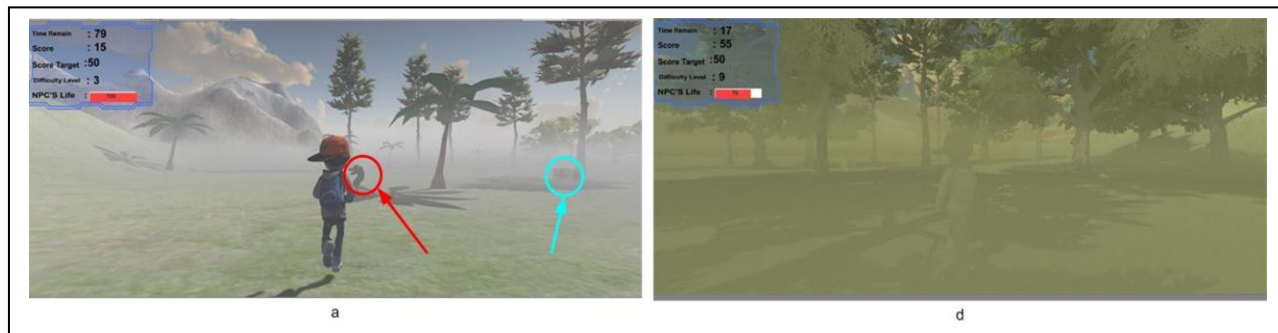 Time Remain : 79
Score : 15
Score Target :50
Difficulty Level : 3
NPC'S Life : 100
a
Time Remain : 17
Score : 55
Score Target :50
Difficulty Level : 9
NPC'S Life :
d